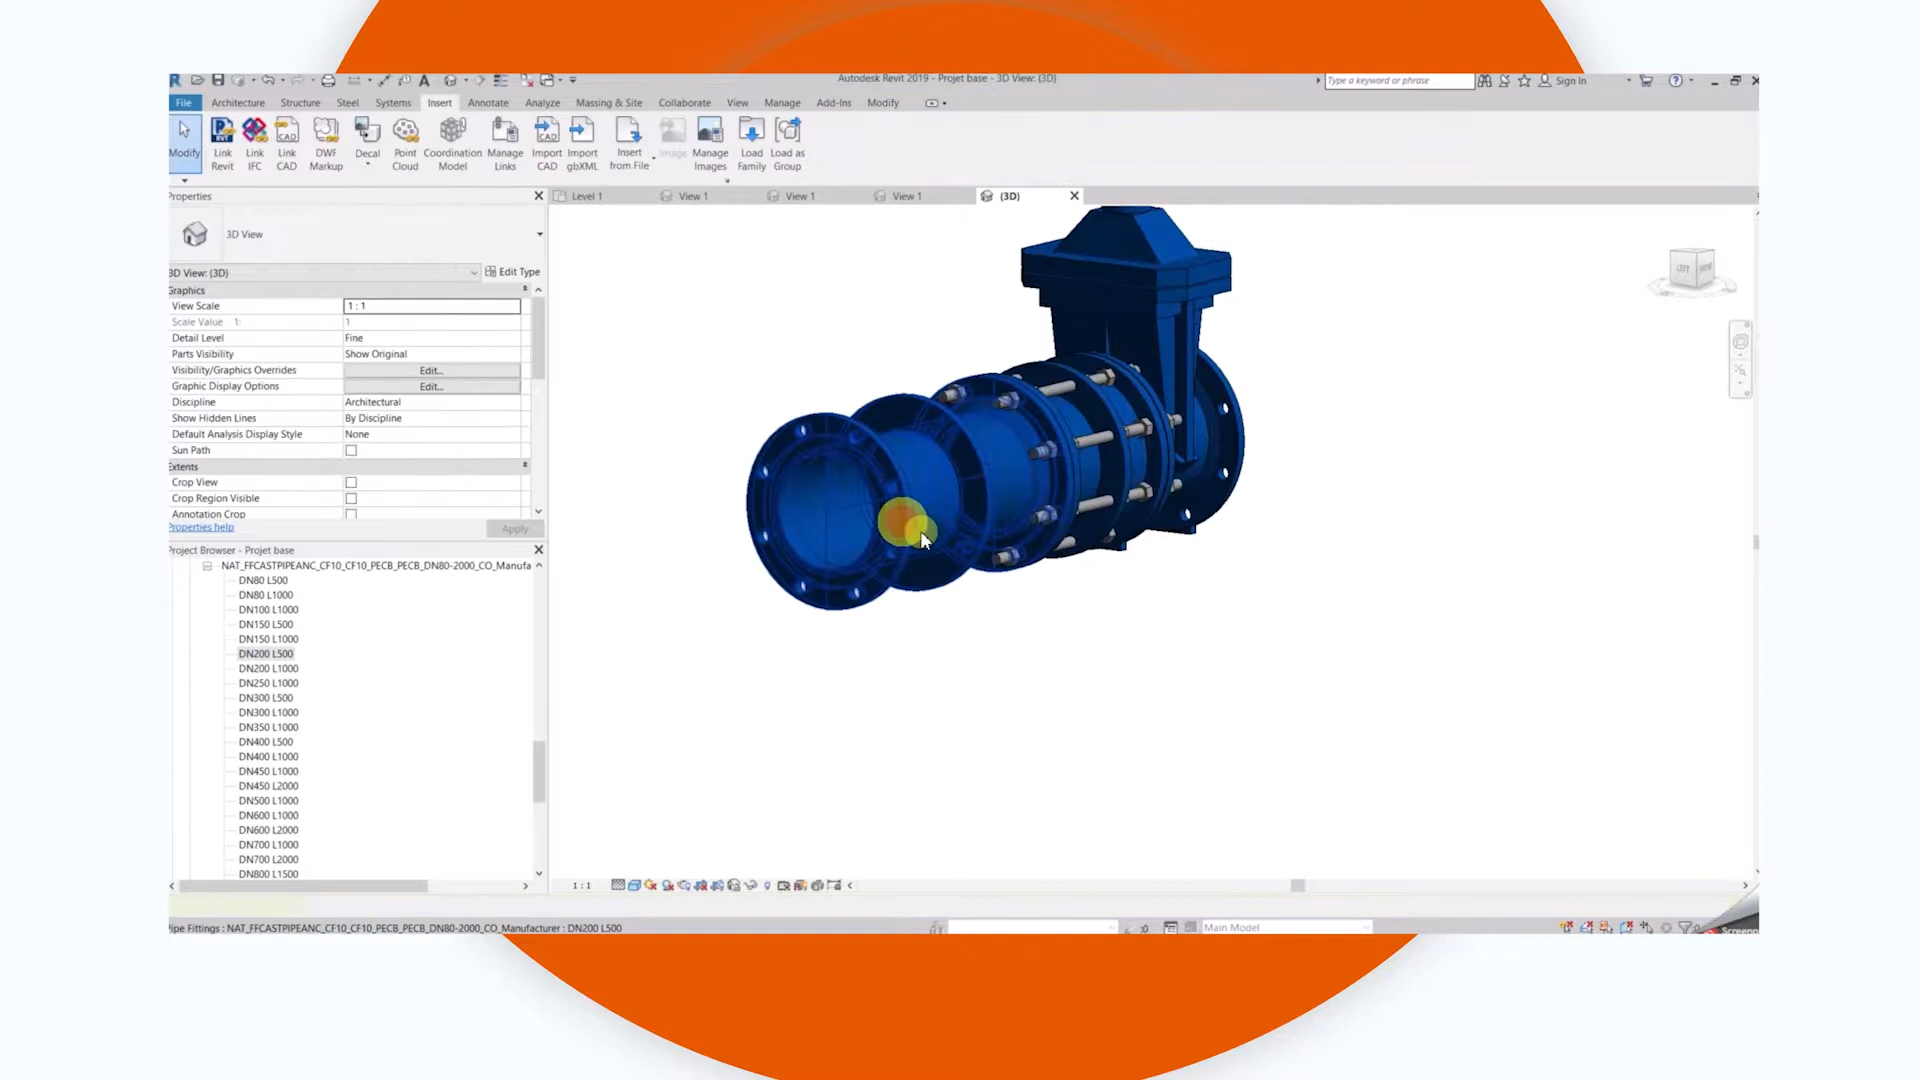 Autodesk Revit 2019 - Projet base - 3D View: {3D}
Type a keyword or phrase
Sign In
File Architecture Structure Steel Systems Insert Annotate Analyze Massing & Site Collaborate View Manage Add-Ins Modify
Modify
Link Revit
Link IFC
Link CAD
DWF Markup
Decal
Point Cloud
Coordination Model
Manage Links
Import CAD
Import gbXML
Insert from File
Image
Manage Images
Load Family
Load as Group
Properties
Level 1
View 1
View 1
View 1
{3D}
3D View
3D View: {3D}
Edit Type
Graphics
View Scale 1 : 1
Scale Value 1: 1
Detail Level Fine
Parts Visibility Show Original
Visibility/Graphics Overrides Edit...
Graphic Display Options Edit...
Discipline Architectural
Show Hidden Lines By Discipline
Default Analysis Display Style None
Sun Path
Extents
Crop View
Crop Region Visible
Annotation Crop
Properties help
Apply
LEFT
Project Browser - Projet base
NAT_FFCASTPIPEANC_CF10_CF10_PECB_PECB_DN80-2000_CO_Manufa
DN80 L500
DN80 L1000
DN100 L1000
DN150 L500
DN150 L1000
DN200 L500
DN200 L1000
DN250 L1000
DN300 L500
DN300 L1000
DN350 L1000
DN400 L500
DN400 L1000
DN450 L1000
DN450 L2000
DN500 L1000
DN600 L1000
DN600 L2000
DN700 L1000
DN700 L2000
DN800 L1500
1 : 1
Pipe Fittings : NAT_FFCASTPIPEANC_CF10_CF10_PECB_PECB_DN80-2000_CO_Manufacturer : DN200 L500
:0
Main Model